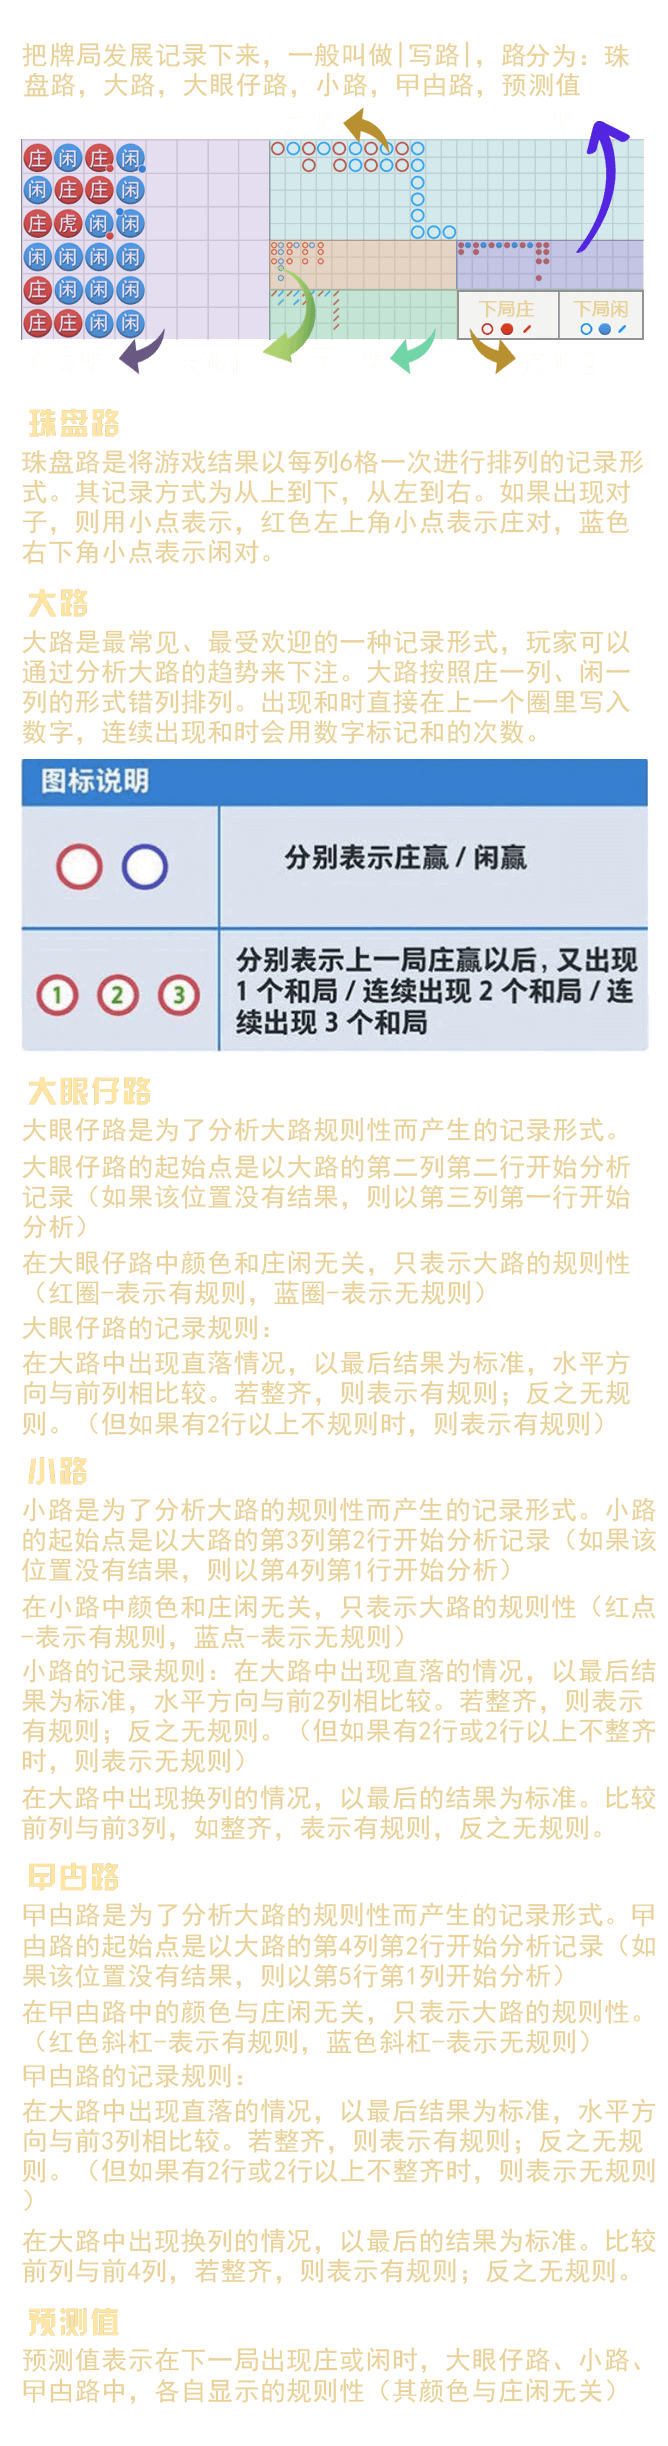 把牌局发展记录下来，一般叫做|写路|，路分为：珠
盘路，大路，大眼仔路，小路，曱甴路，预测值
庄 闲 庄 闲
闲 庄 庄 闲
庄 虎 闲 闲
闲 闲 闲 闲
庄 闲 闲 闲
庄 庄 闲 闲
下局庄 下局闲
珠盘路
珠盘路是将游戏结果以每列6格一次进行排列的记录形
式。其记录方式为从上到下，从左到右。如果出现对
子，则用小点表示，红色左上角小点表示庄对，蓝色
右下角小点表示闲对。
大路
大路是最常见、最受欢迎的一种记录形式，玩家可以
通过分析大路的趋势来下注。大路按照庄一列、闲一
列的形式错列排列。出现和时直接在上一个圈里写入
数字，连续出现和时会用数字标记和的次数。
图标说明
分别表示庄赢 / 闲赢
1 2 3
分别表示上一局庄赢以后，又出现
1 个和局 / 连续出现 2 个和局 / 连
续出现 3 个和局
大眼仔路
大眼仔路是为了分析大路规则性而产生的记录形式。
大眼仔路的起始点是以大路的第二列第二行开始分析
记录（如果该位置没有结果，则以第三列第一行开始
分析）
在大眼仔路中颜色和庄闲无关，只表示大路的规则性
（红圈-表示有规则，蓝圈-表示无规则）
大眼仔路的记录规则：
在大路中出现直落情况，以最后结果为标准，水平方
向与前列相比较。若整齐，则表示有规则；反之无规
则。（但如果有2行以上不规则时，则表示有规则）
小路
小路是为了分析大路的规则性而产生的记录形式。小路
的起始点是以大路的第3列第2行开始分析记录（如果该
位置没有结果，则以第4列第1行开始分析）
在小路中颜色和庄闲无关，只表示大路的规则性（红点
-表示有规则，蓝点-表示无规则）
小路的记录规则：在大路中出现直落的情况，以最后结
果为标准，水平方向与前2列相比较。若整齐，则表示
有规则；反之无规则。（但如果有2行或2行以上不整齐
时，则表示无规则）
在大路中出现换列的情况，以最后的结果为标准。比较
前列与前3列，如整齐，表示有规则，反之无规则。
曱甴路
曱甴路是为了分析大路的规则性而产生的记录形式。曱
甴路的起始点是以大路的第4列第2行开始分析记录（如
果该位置没有结果，则以第5行第1列开始分析）
在曱甴路中的颜色与庄闲无关，只表示大路的规则性。
（红色斜杠-表示有规则，蓝色斜杠-表示无规则）
曱甴路的记录规则：
在大路中出现直落的情况，以最后结果为标准，水平方
向与前3列相比较。若整齐，则表示有规则；反之无规
则。（但如果有2行或2行以上不整齐时，则表示无规则
）
在大路中出现换列的情况，以最后的结果为标准。比较
前列与前4列，若整齐，则表示有规则；反之无规则。
预测值
预测值表示在下一局出现庄或闲时，大眼仔路、小路、
曱甴路中，各自显示的规则性（其颜色与庄闲无关）